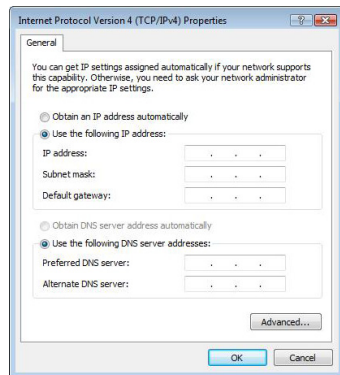 Internet Protocol Version 4 (TCP/IPv4) Properties
General
You can get IP settings assigned automatically if your network supports
this capability. Otherwise, you need to ask your network administrator
for the appropriate IP settings.
Obtain an IP address automatically
Use the following IP address:
IP address:
Subnet mask:
Default gateway:
Obtain DNS server address automatically
Use the following DNS server addresses:
Preferred DNS server:
Alternate DNS server:
Advanced...
OK Cancel